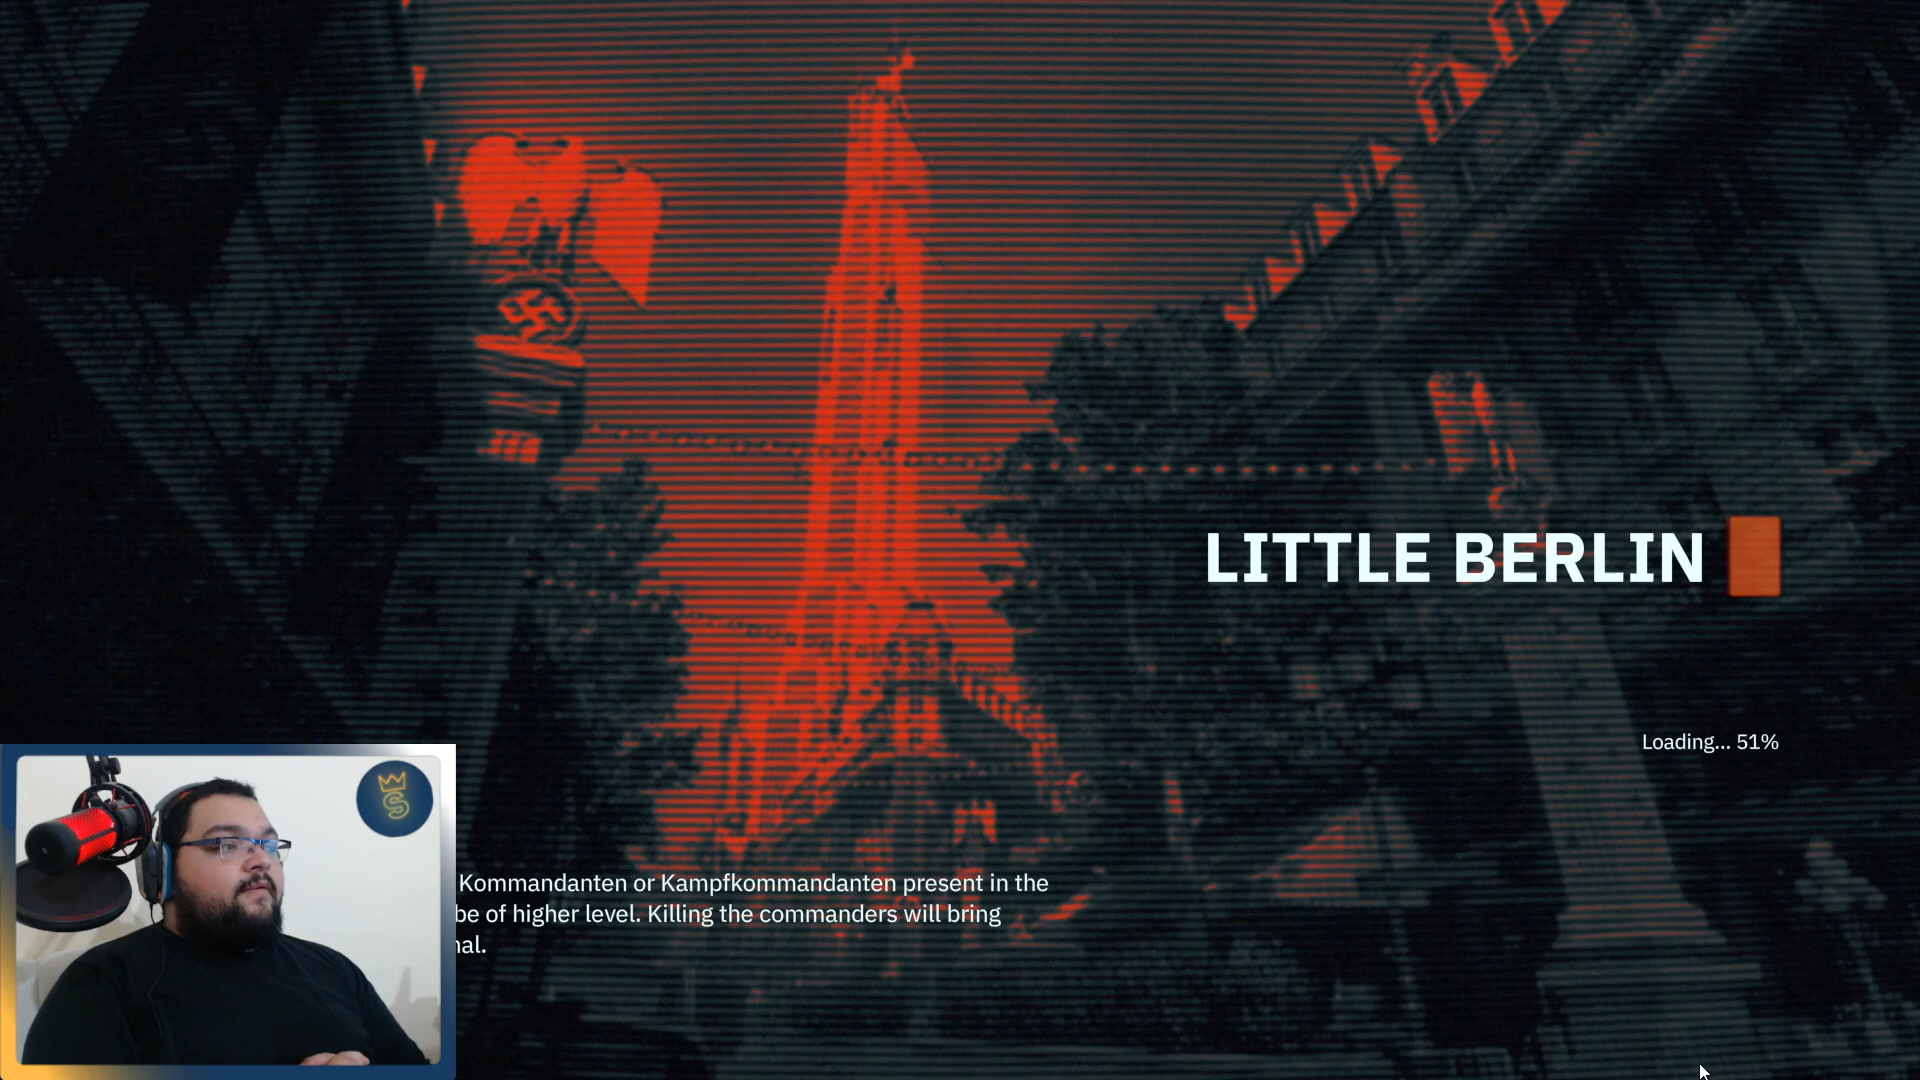 LITTLE BERLIN
Loading... 51%
S
Kommandanten or Kampfkommandanten present in the
be of higher level. Killing the commanders will bring
nal.